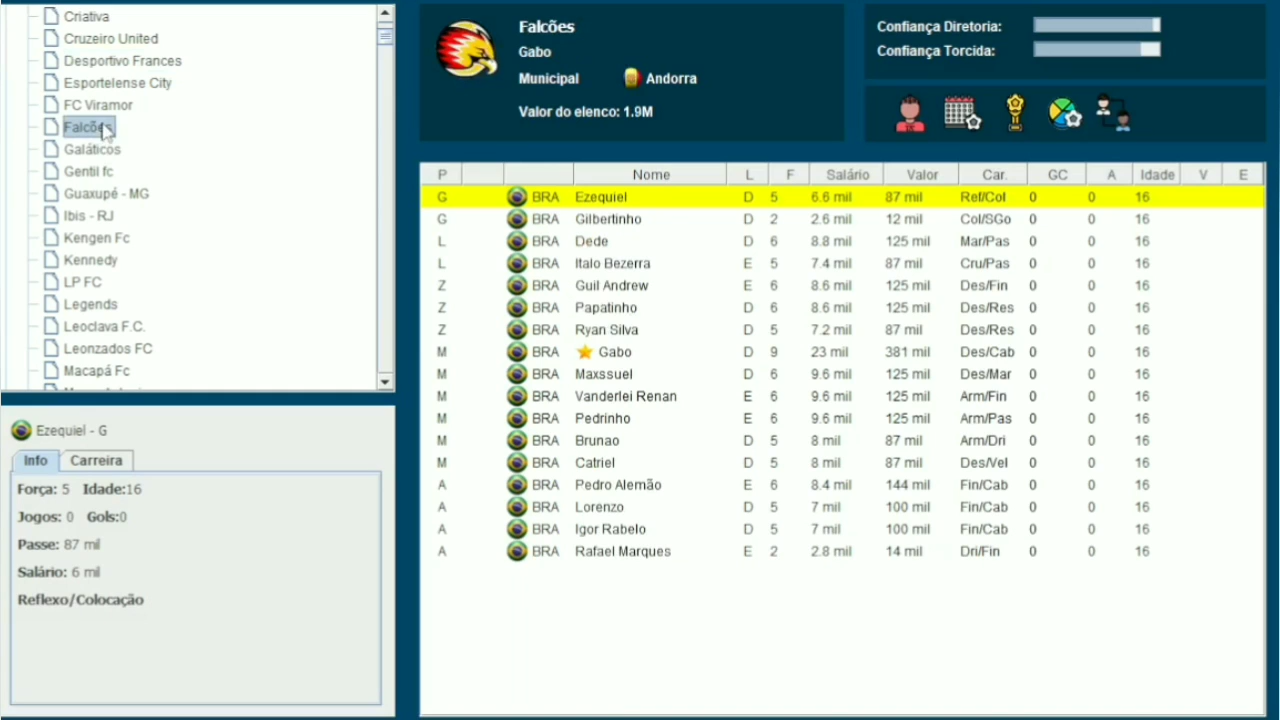 Criativa
Cruzeiro United
Desportivo Frances
Esportelense City
FC Viramor
Falcões
Galáticos
Gentil fc
Guaxupé - MG
Ibis - RJ
Kengen Fc
Kennedy
LP FC
Legends
Leoclava F.C.
Leonzados FC
Macapá Fc
Ezequiel - G
Info Carreira
Força: 5 Idade:16
Jogos: 0 Gols:0
Passe: 87 mil
Salário: 6 mil
Reflexo/Colocação
Falcões
Gabo
Municipal Andorra
Valor do elenco: 1.9M
Confiança Diretoria:
Confiança Torcida:
P Nome L F Salário Valor Car. GC A Idade V E
G BRA Ezequiel D 5 6.6 mil 87 mil Ref/Col 0 0 16
G BRA Gilbertinho D 2 2.6 mil 12 mil Col/SGo 0 0 16
L BRA Dede D 6 8.8 mil 125 mil Mar/Pas 0 0 16
L BRA Italo Bezerra E 5 7.4 mil 87 mil Cru/Pas 0 0 16
Z BRA Guil Andrew E 6 8.6 mil 125 mil Des/Fin 0 0 16
Z BRA Papatinho D 6 8.6 mil 125 mil Des/Res 0 0 16
Z BRA Ryan Silva D 5 7.2 mil 87 mil Des/Res 0 0 16
M BRA Gabo D 9 23 mil 381 mil Des/Cab 0 0 16
M BRA Maxssuel D 6 9.6 mil 125 mil Des/Mar 0 0 16
M BRA Vanderlei Renan E 6 9.6 mil 125 mil Arm/Fin 0 0 16
M BRA Pedrinho E 6 9.6 mil 125 mil Arm/Pas 0 0 16
M BRA Brunao D 5 8 mil 87 mil Arm/Dri 0 0 16
M BRA Catriel D 5 8 mil 87 mil Des/Vel 0 0 16
A BRA Pedro Alemão E 6 8.4 mil 144 mil Fin/Cab 0 0 16
A BRA Lorenzo D 5 7 mil 100 mil Fin/Cab 0 0 16
A BRA Igor Rabelo D 5 7 mil 100 mil Fin/Cab 0 0 16
A BRA Rafael Marques E 2 2.8 mil 14 mil Dri/Fin 0 0 16